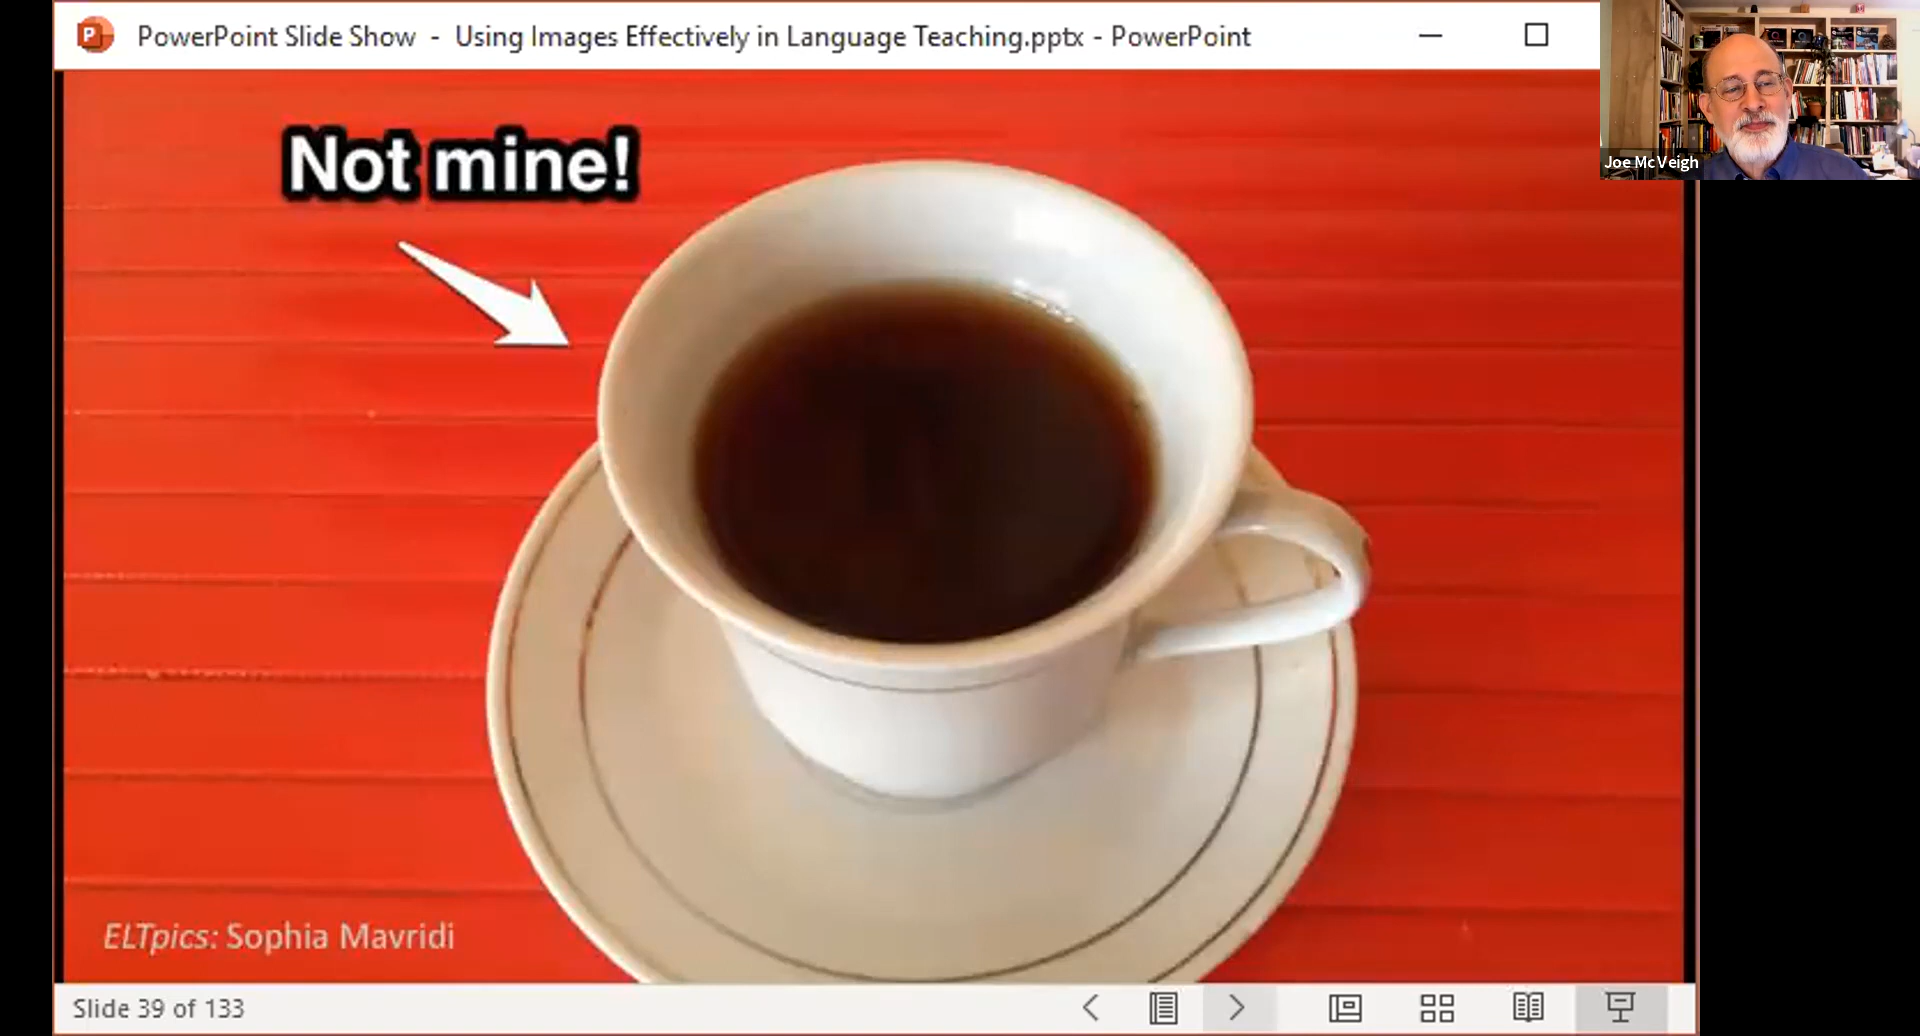 P PowerPoint Slide Show - Using Images Effectively in Language Teaching.pptx - PowerPoint
Joe McVeigh
Not mine!
ELTpics: Sophia Mavridi
Slide 39 of 133